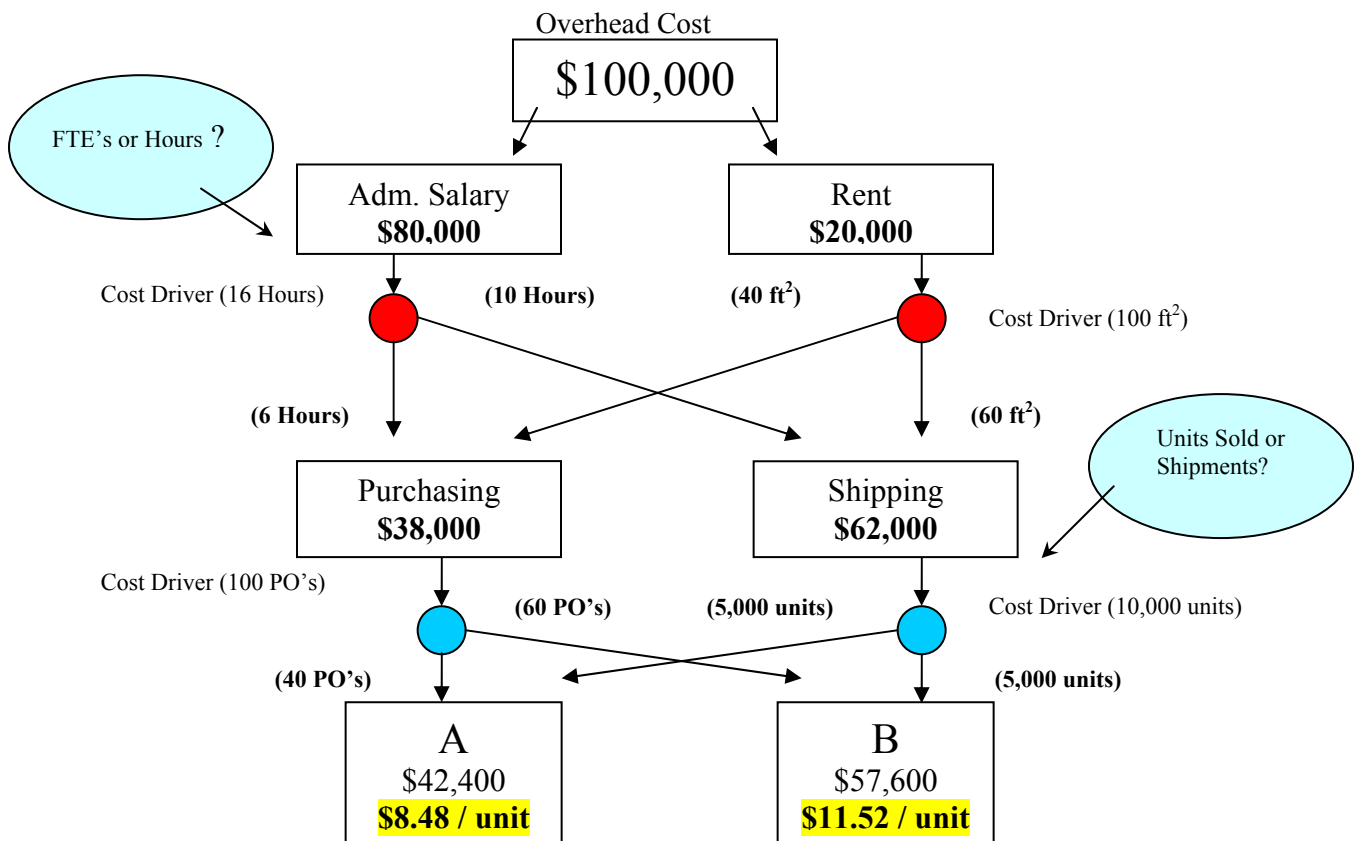 Overhead Cost
$100,000
FTE's or Hours ?
Adm. Salary
$80,000
Rent
$20,000
Cost Driver (16 Hours)
(10 Hours)
(40 ft²)
Cost Driver (100 ft²)
(6 Hours)
(60 ft²)
Units Sold or
Shipments?
Purchasing
$38,000
Shipping
$62,000
Cost Driver (100 PO's)
(60 PO's)
(5,000 units)
Cost Driver (10,000 units)
(40 PO's)
(5,000 units)
A
$42,400
$8.48 / unit
B
$57,600
$11.52 / unit